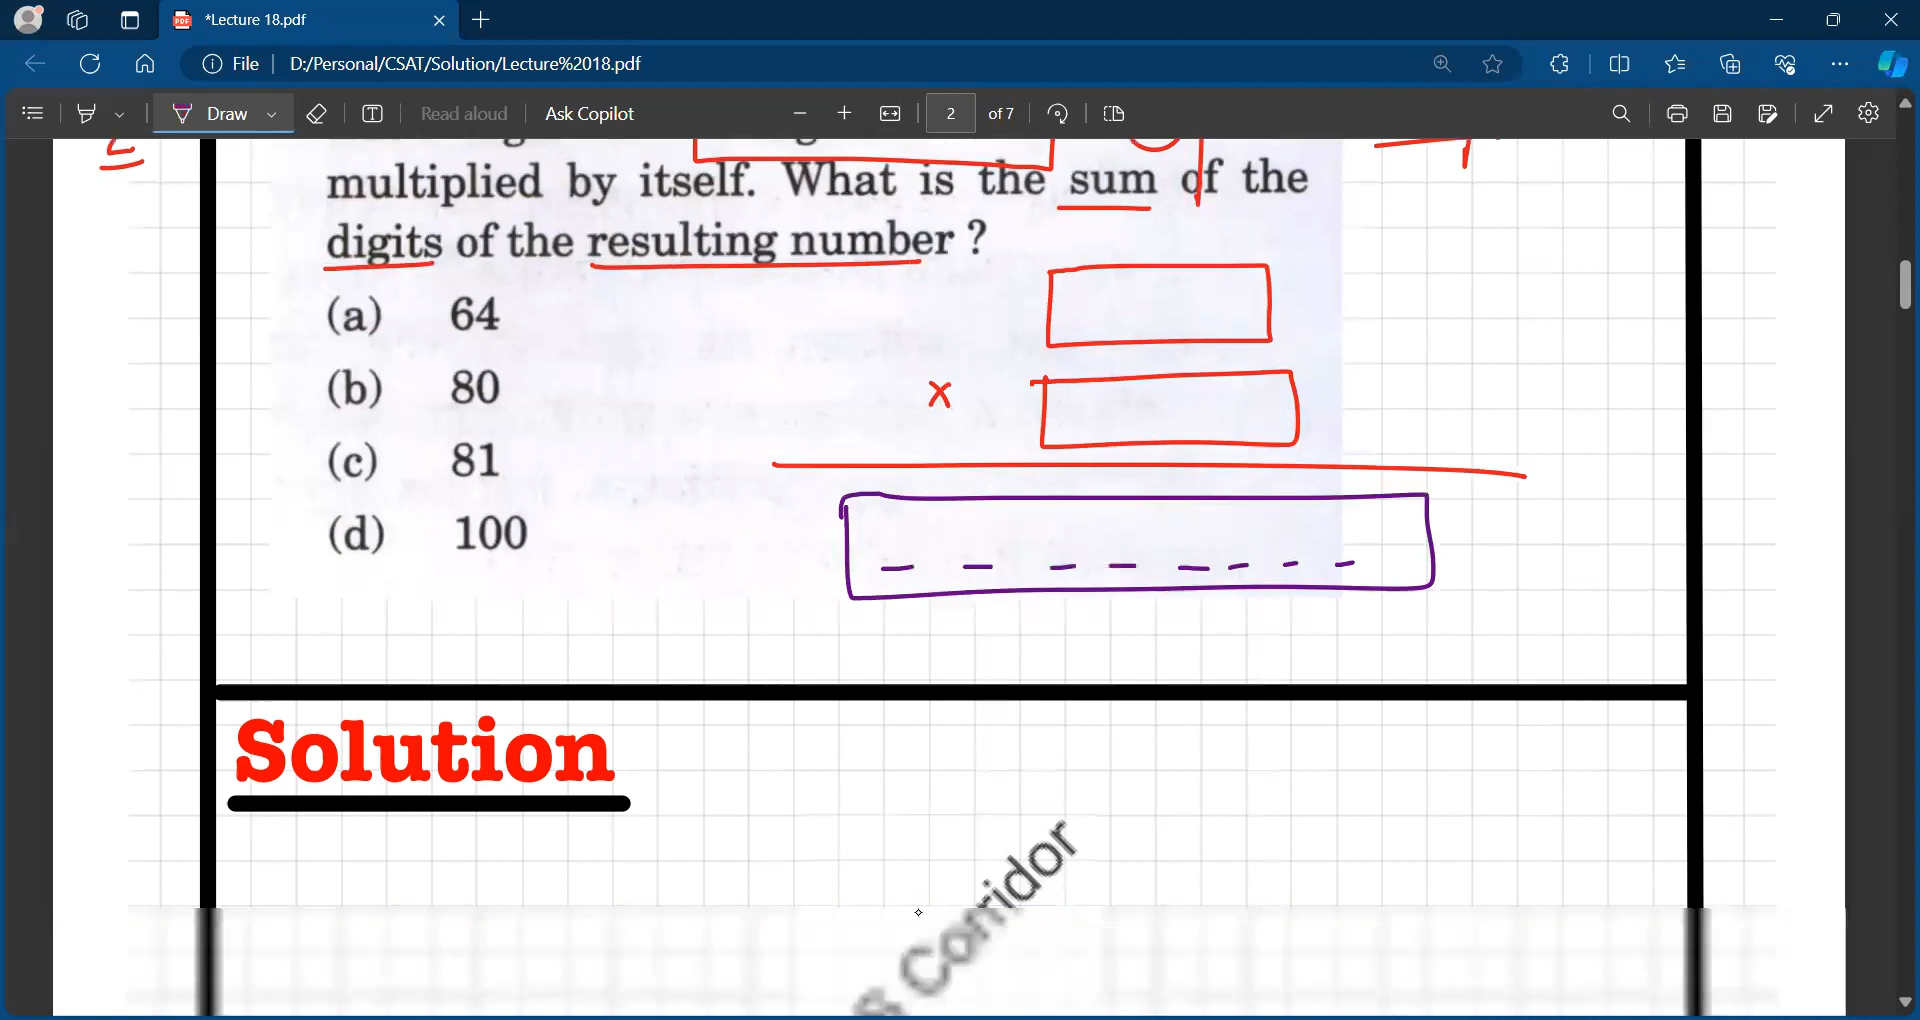 *Lecture 18.pdf
File D:/Personal/CSAT/Solution/Lecture%2018.pdf
Draw Read aloud Ask Copilot 2 of 7
multiplied by itself. What is the sum of the
digits of the resulting number ?
(a) 64
(b) 80
×
(c) 81
(d) 100
Solution
Corridor